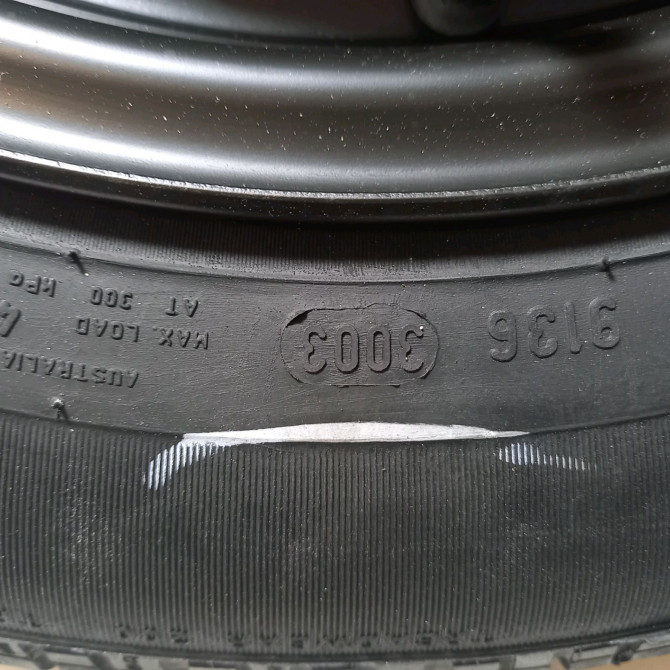 9136
3003
AUSTRALIA
MAX. LOAD
AT 300 kPa